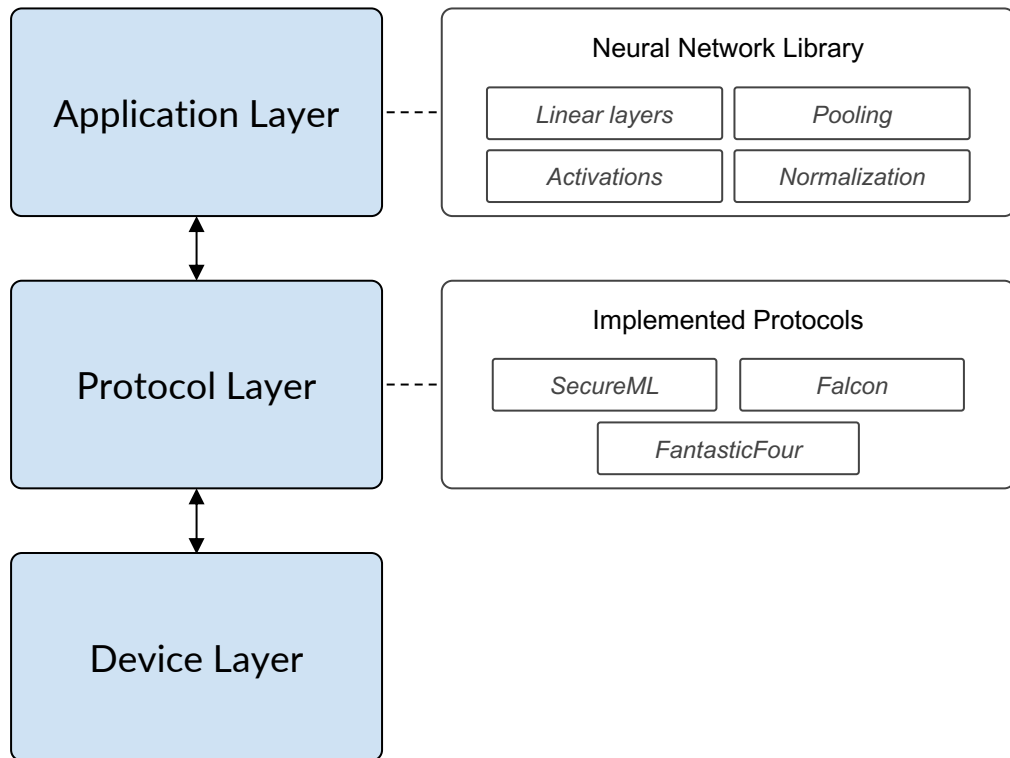 Application Layer
Neural Network Library
Linear layers
Pooling
Activations
Normalization
Protocol Layer
Implemented Protocols
SecureML
Falcon
FantasticFour
Device Layer